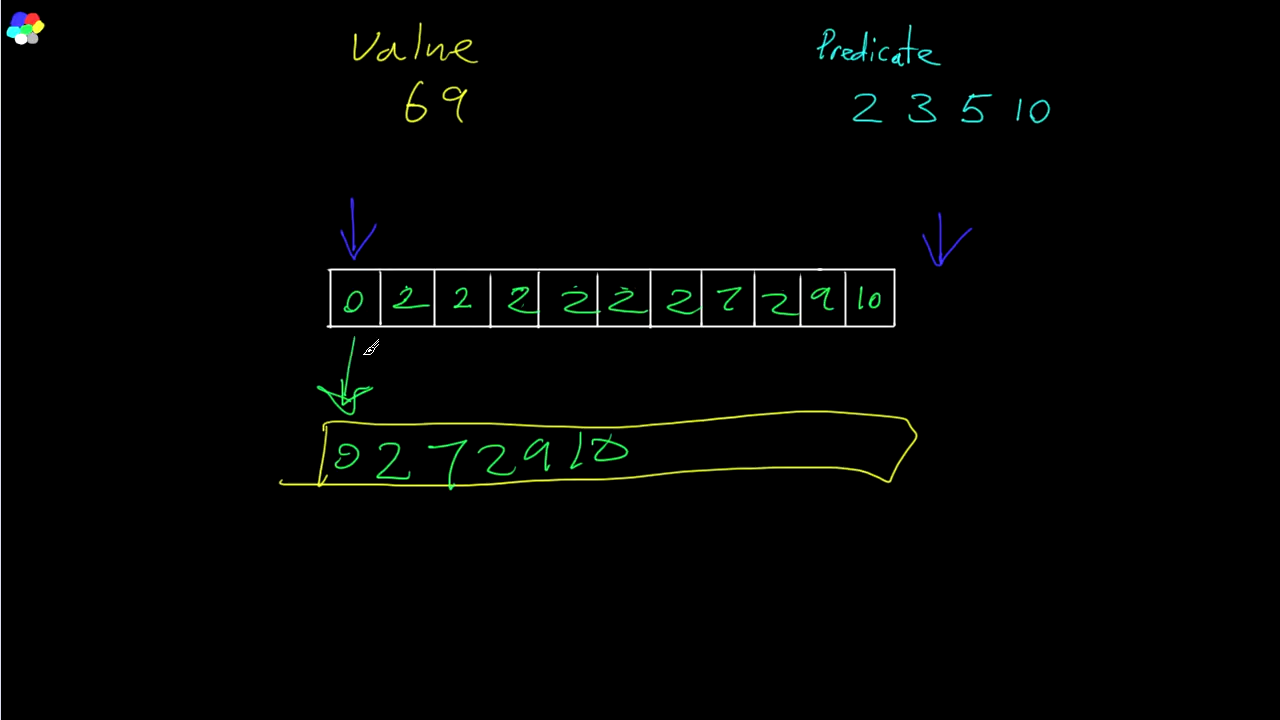 Value
Predicate
69
2 3 5 10
0 2 2 2 2 2 2 7 2 9 10
0 2 7 2 9 10